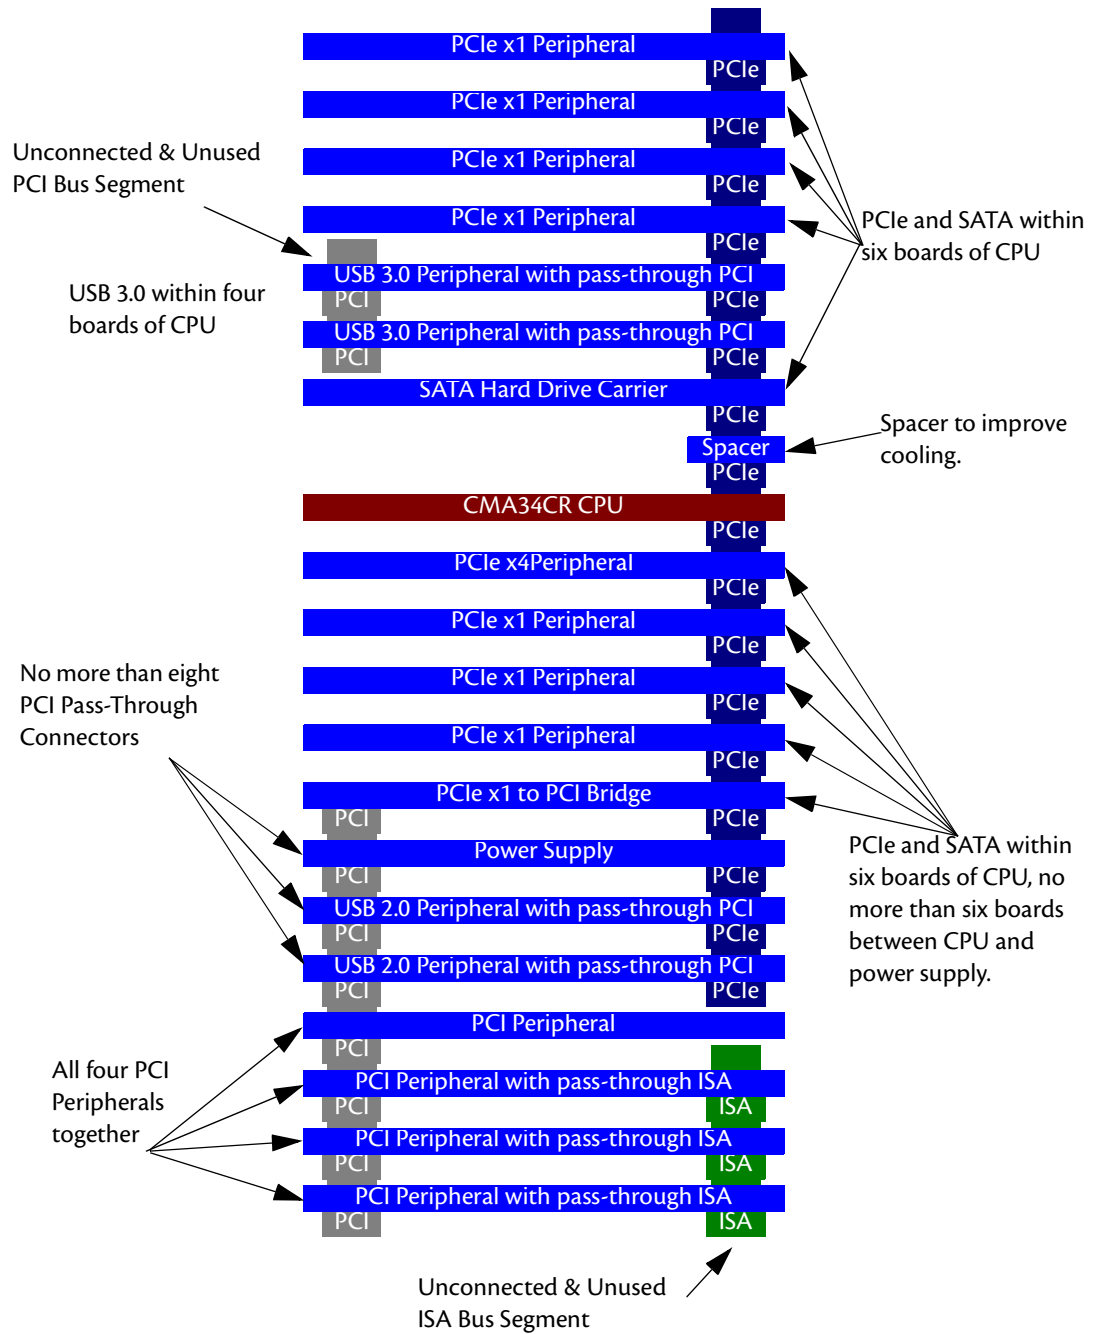 PCIe x1 Peripheral
PCIe
PCIe x1 Peripheral
PCIe
Unconnected & Unused
PCI Bus Segment
PCIe x1 Peripheral
PCIe
PCIe x1 Peripheral
PCIe
PCIe and SATA within
six boards of CPU
USB 3.0 Peripheral with pass-through PCI
PCI
PCIe
USB 3.0 within four
boards of CPU
USB 3.0 Peripheral with pass-through PCI
PCI
PCIe
SATA Hard Drive Carrier
PCIe
Spacer
PCIe
Spacer to improve
cooling.
CMA34CR CPU
PCIe
PCIe x4Peripheral
PCIe
PCIe x1 Peripheral
PCIe
PCIe x1 Peripheral
PCIe
No more than eight
PCI Pass-Through
Connectors
PCIe x1 Peripheral
PCIe
PCIe x1 to PCI Bridge
PCI
PCIe
Power Supply
PCI
PCIe
PCIe and SATA within
six boards of CPU, no
more than six boards
between CPU and
power supply.
USB 2.0 Peripheral with pass-through PCI
PCI
PCIe
USB 2.0 Peripheral with pass-through PCI
PCI
PCIe
PCI Peripheral
PCI
All four PCI
Peripherals
together
PCI Peripheral with pass-through ISA
PCI
ISA
PCI Peripheral with pass-through ISA
PCI
ISA
PCI Peripheral with pass-through ISA
PCI
ISA
Unconnected & Unused
ISA Bus Segment